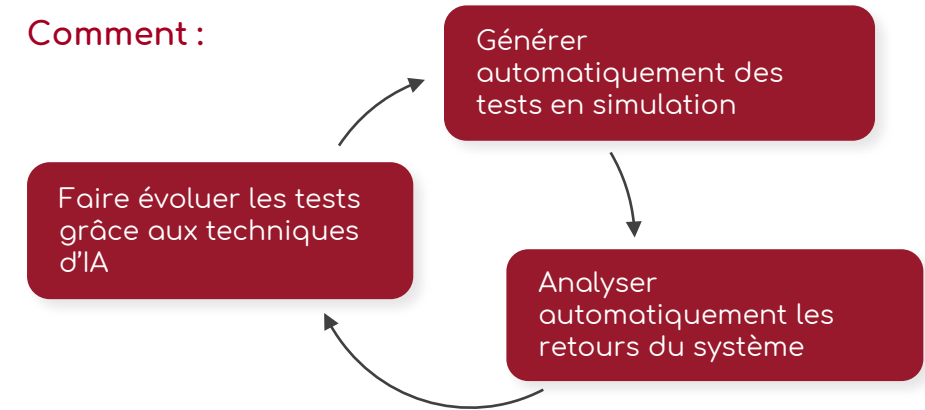 Comment :
Générer
automatiquement des
tests en simulation
Faire évoluer les tests
grâce aux techniques
d'IA
Analyser
automatiquement les
retours du système